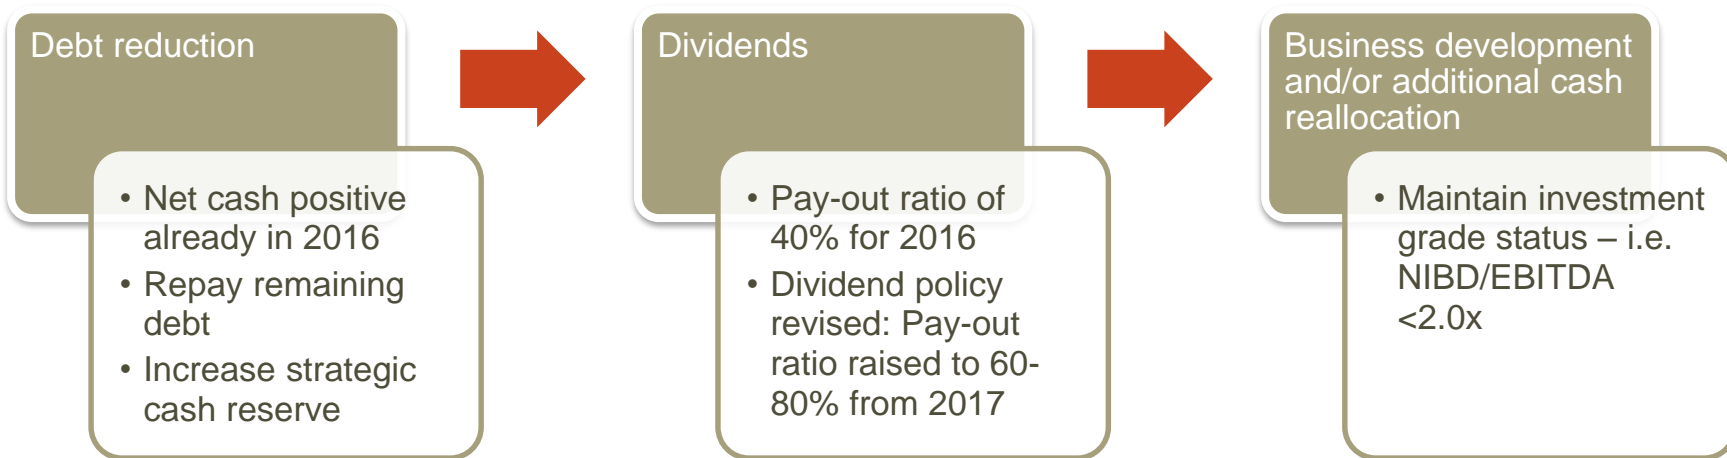 Debt reduction
• Net cash positive
already in 2016
• Repay remaining
debt
• Increase strategic
cash reserve
Dividends
• Pay-out ratio of
40% for 2016
• Dividend policy
revised: Pay-out
ratio raised to 60-
80% from 2017
Business development
and/or additional cash
reallocation
• Maintain investment
grade status – i.e.
NIBD/EBITDA
<2.0x